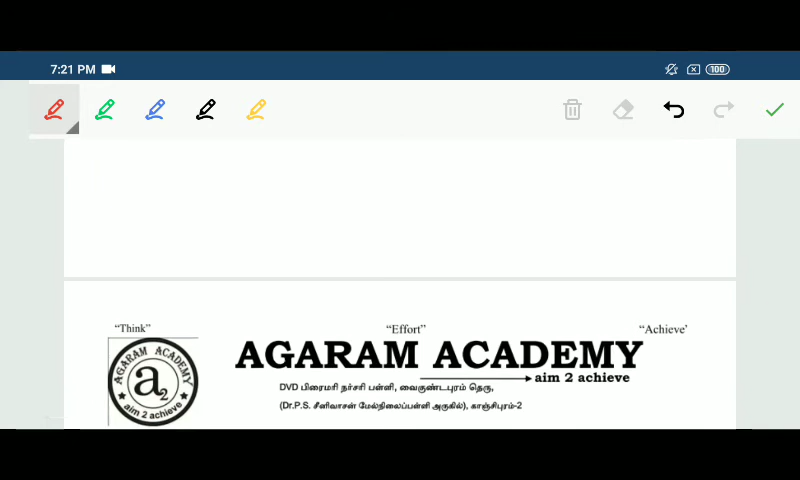 7:21 PM
100
“Think”
“Effort”
“Achieve’
AGARAM ACADEMY
a2
aim 2 achieve
AGARAM ACADEMY
aim 2 achieve
DVD பிரைமரி நர்சரி பள்ளி, வைகுண்டபுரம் தெரு,
(Dr.P.S. சீனிவாசன் மேல்நிலைப்பள்ளி அருகில்), காஞ்சிபுரம்-2